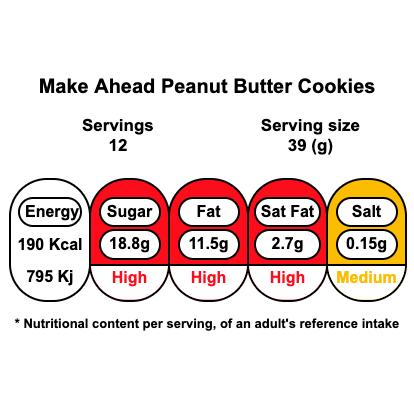 Make Ahead Peanut Butter Cookies
Servings Serving size
12 39 (g)
Energy Sugar Fat Sat Fat Salt
190 Kcal 18.8g 11.5g 2.7g 0.15g
795 Kj High High High Medium
* Nutritional content per serving, of an adult's reference intake